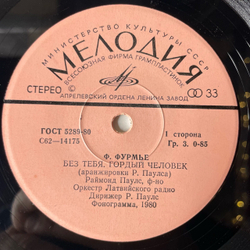 МИНИСТЕРСТВО КУЛЬТУРЫ СССР
МЕЛОДИЯ
ВСЕСОЮЗНАЯ ФИРМА ГРАМПЛАСТИНОК
СТЕРЕО 33
АПРЕЛЕВСКИЙ ОРДЕНА ЛЕНИНА ЗАВОД
ГОСТ 5289-80
1 сторона
С62-14175
Гр. 3. 0-85
Ф. ФУРМЬЕ
БЕЗ ТЕБЯ. ГОРДЫЙ ЧЕЛОВЕК
(аранжировка Р. Паулса)
Раймонд Паулс, ф-но
Оркестр Латвийского радио
Дирижер Р. Паулс
Фонограмма, 1980